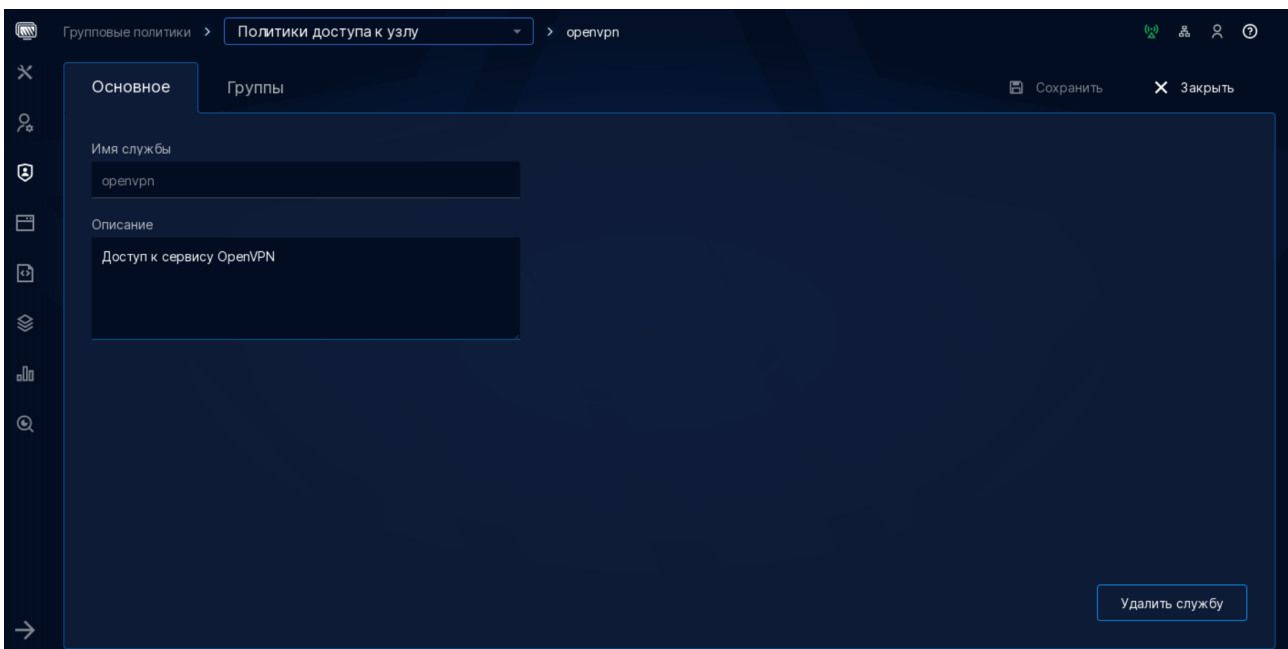 Групповые политики > Политики доступа к узлу > openvpn
Основное Группы Сохранить Закрыть
Имя службы
openvpn
Описание
Доступ к сервису OpenVPN
Удалить службу